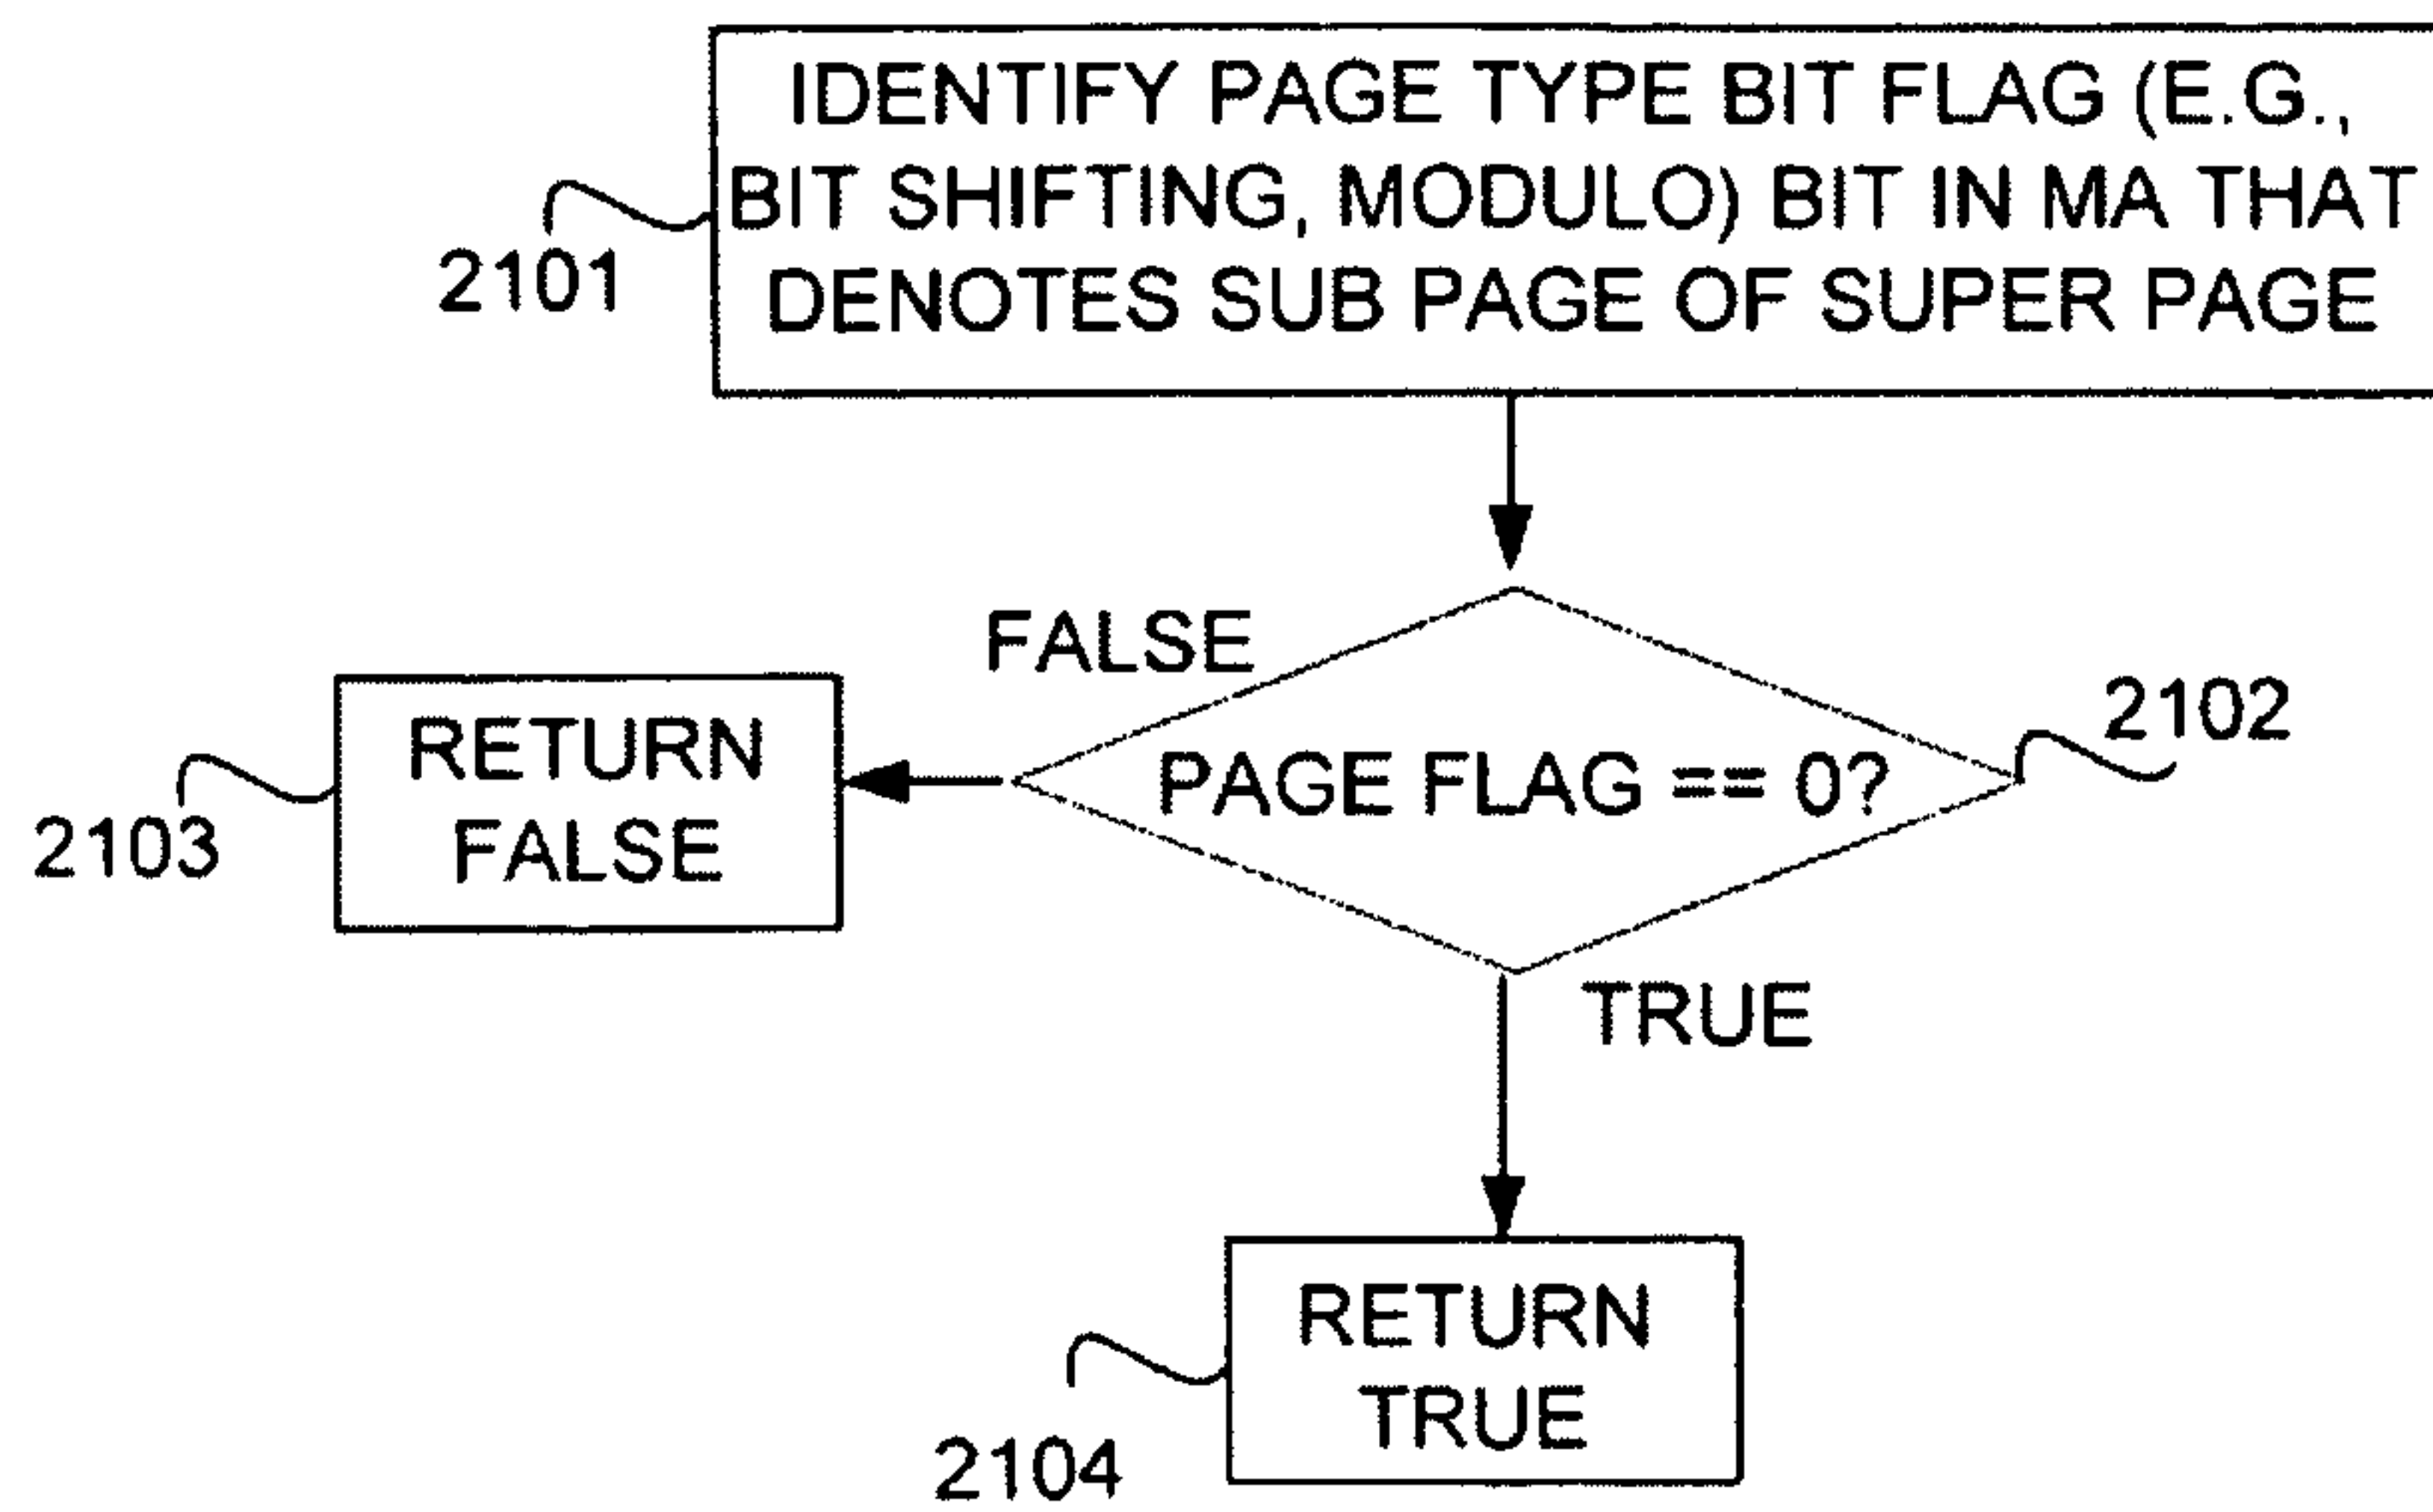 IDENTIFY PAGE TYPE BIT FLAG (E.G.,
BIT SHIFTING, MODULO) BIT IN MA THAT
DENOTES SUB PAGE OF SUPER PAGE
2101
FALSE
2102
PAGE FLAG == 0?
RETURN
FALSE
2103
TRUE
RETURN
TRUE
2104